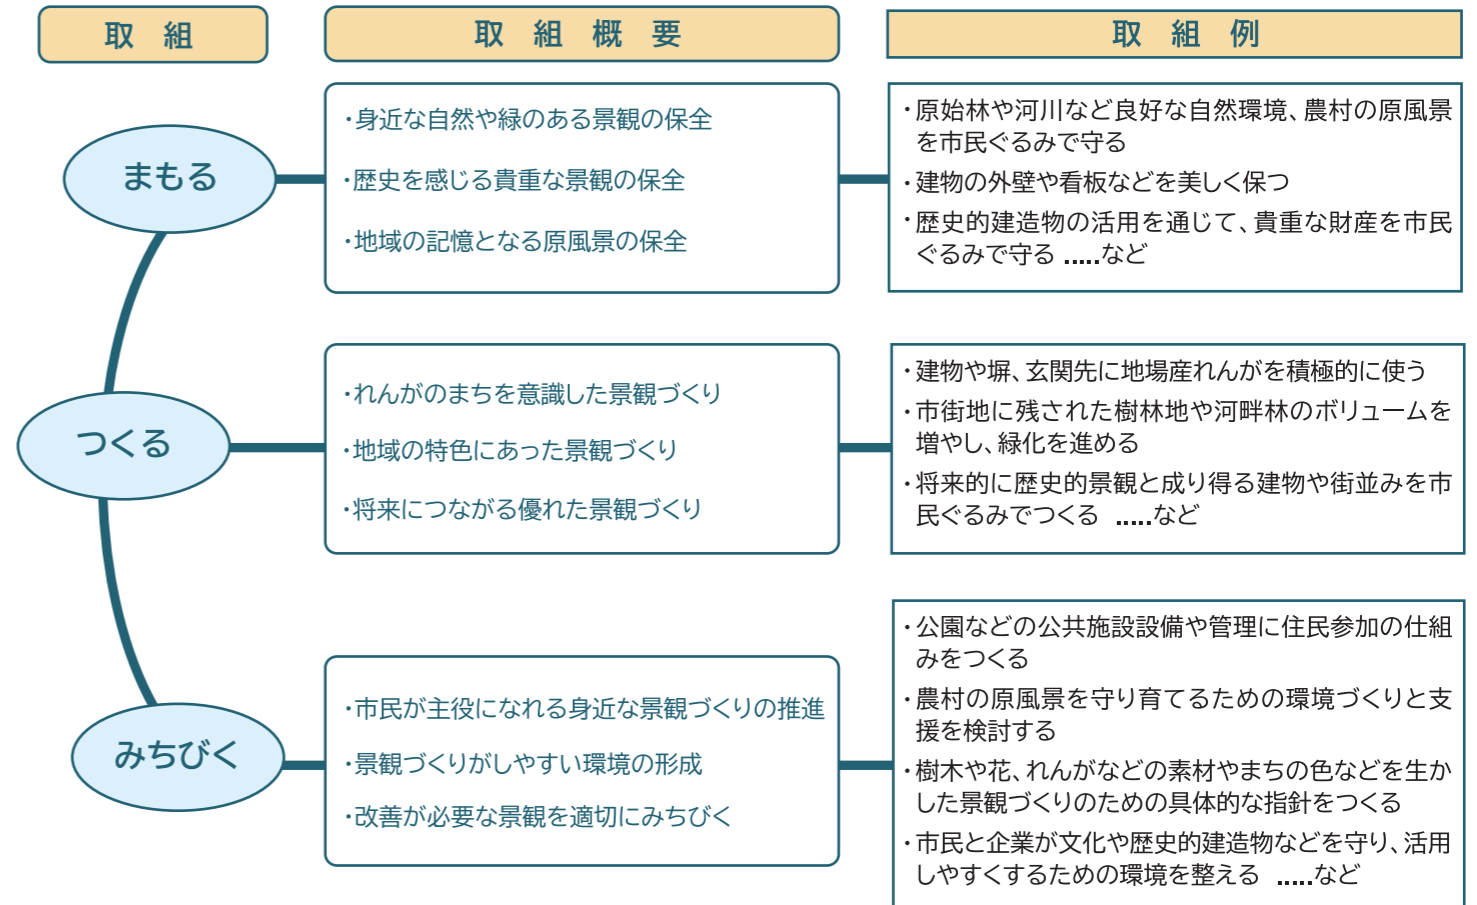 取 組
取 組 概 要
取 組 例
まもる
・身近な自然や緑のある景観の保全
・歴史を感じる貴重な景観の保全
・地域の記憶となる原風景の保全
・原始林や河川など良好な自然環境、農村の原風景
を市民ぐるみで守る
・建物の外壁や看板などを美しく保つ
・歴史的建造物の活用を通じて、貴重な財産を市民
ぐるみで守る .....など
つくる
・れんがのまちを意識した景観づくり
・地域の特色にあった景観づくり
・将来につながる優れた景観づくり
・建物や塀、玄関先に地場産れんがを積極的に使う
・市街地に残された樹林地や河畔林のボリュームを
増やし、緑化を進める
・将来的に歴史的景観と成り得る建物や街並みを市
民ぐるみでつくる .....など
みちびく
・市民が主役になれる身近な景観づくりの推進
・景観づくりがしやすい環境の形成
・改善が必要な景観を適切にみちびく
・公園などの公共施設設備や管理に住民参加の仕組
みをつくる
・農村の原風景を守り育てるための環境づくりと支
援を検討する
・樹木や花、れんがなどの素材やまちの色などを生か
した景観づくりのための具体的な指針をつくる
・市民と企業が文化や歴史的建造物などを守り、活用
しやすくするための環境を整える .....など